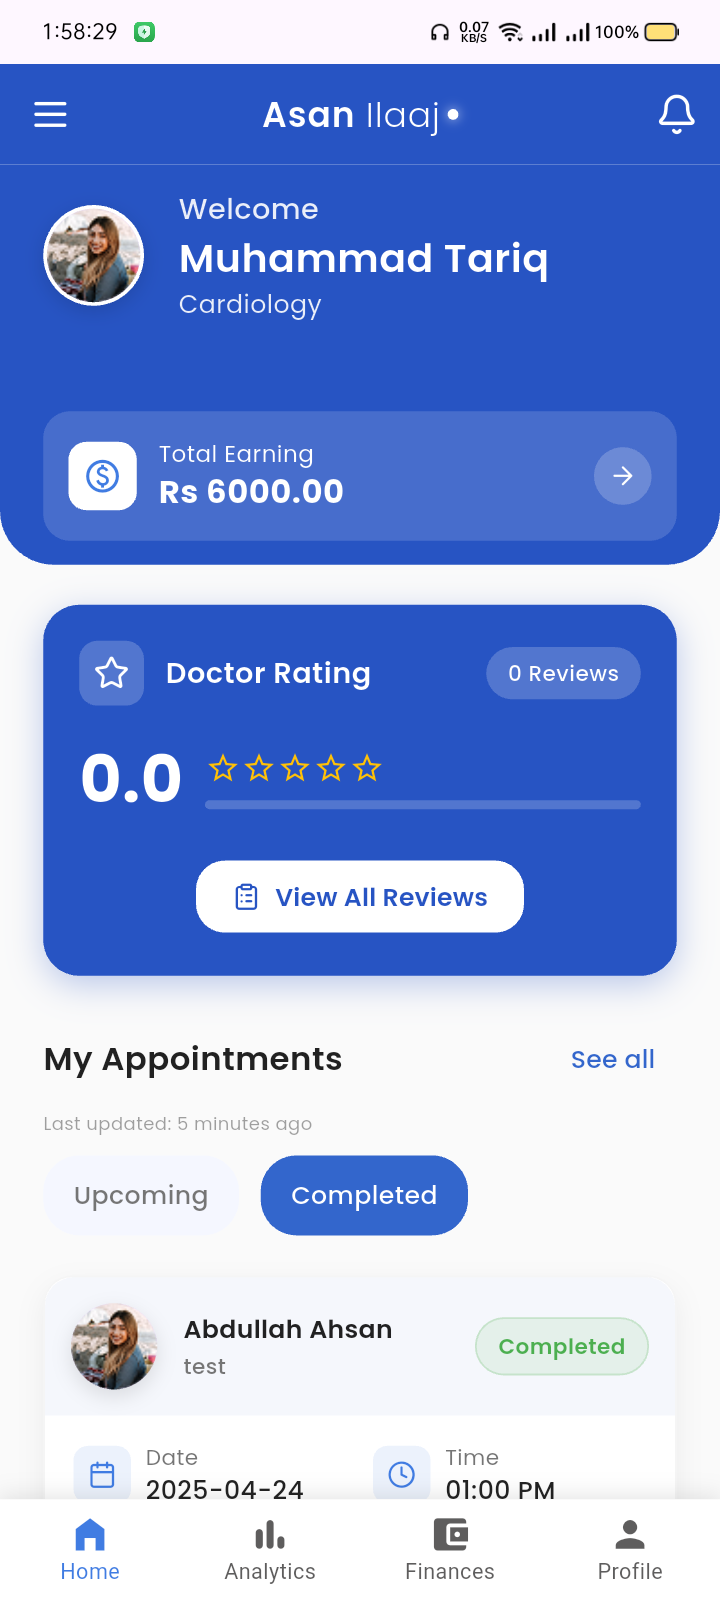 1:58:29
0.07
KB/S
100%
Asan Ilaaj
Welcome
Muhammad Tariq
Cardiology
Total Earning
Rs 6000.00
Doctor Rating
0 Reviews
0.0
View All Reviews
My Appointments
See all
Last updated: 5 minutes ago
Upcoming
Completed
Abdullah Ahsan
test
Completed
Date
2025-04-24
Time
01:00 PM
Home
Analytics
Finances
Profile